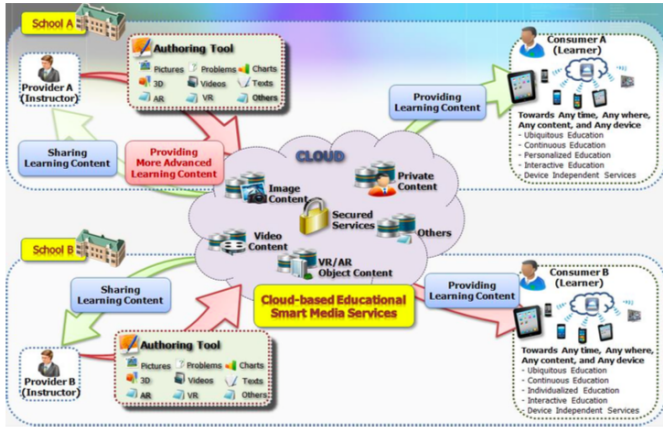 School A
Provider A
(Instructor)
Authoring Tool
Pictures Problems Charts
3D Videos Texts
AR VR Others
Sharing
Learning Content
Providing
More Advanced
Learning Content
Providing
Learning Content
Consumer A
(Learner)
Towards Any time, Any where,
Any content, and Any device
- Ubiquitous Education
- Continuous Education
- Personalized Education
- Interactive Education
- Device Independent Services
CLOUD
Image
Content
Private
Content
Secured
Services
Video
Content
Others
VR/AR
Object Content
Cloud-based Educational
Smart Media Services
School B
Sharing
Learning Content
Provider B
(Instructor)
Authoring Tool
Pictures Problems Charts
3D Videos Texts
AR VR Others
Providing
Learning Content
Consumer B
(Learner)
Towards Any time, Any where,
Any content, and Any device
- Ubiquitous Education
- Continuous Education
- Individualized Education
- Interactive Education
- Device Independent Services